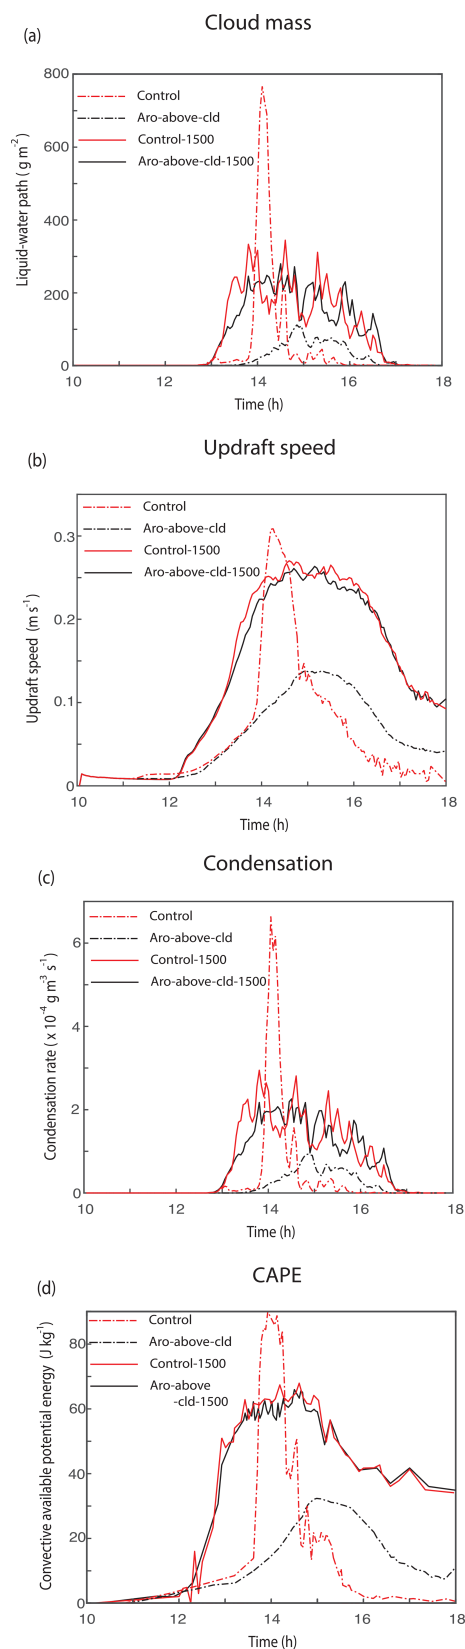 (a)
Cloud mass
Liquid-water path ( g m-2)
800
600
400
200
0
Control
Aro-above-cld
Control-1500
Aro-above-cld-1500
10
12
14
16
18
Time (h)
(b)
Updraft speed
Updraft speed (m s-1)
0.3
0.2
0.1
0
Control
Aro-above-cld
Control-1500
Aro-above-cld-1500
10
12
14
16
18
Time (h)
(c)
Condensation
Condensation rate ( x 10-4 g m3 s-1)
6
4
2
0
Control
Aro-above-cld
Control-1500
Aro-above-cld-1500
10
12
14
16
18
Time (h)
(d)
CAPE
Convective available potential energy (J kg-1)
80
60
40
20
0
Control
Aro-above-cld
Control-1500
Aro-above
-cld-1500
10
12
14
16
18
Time (h)